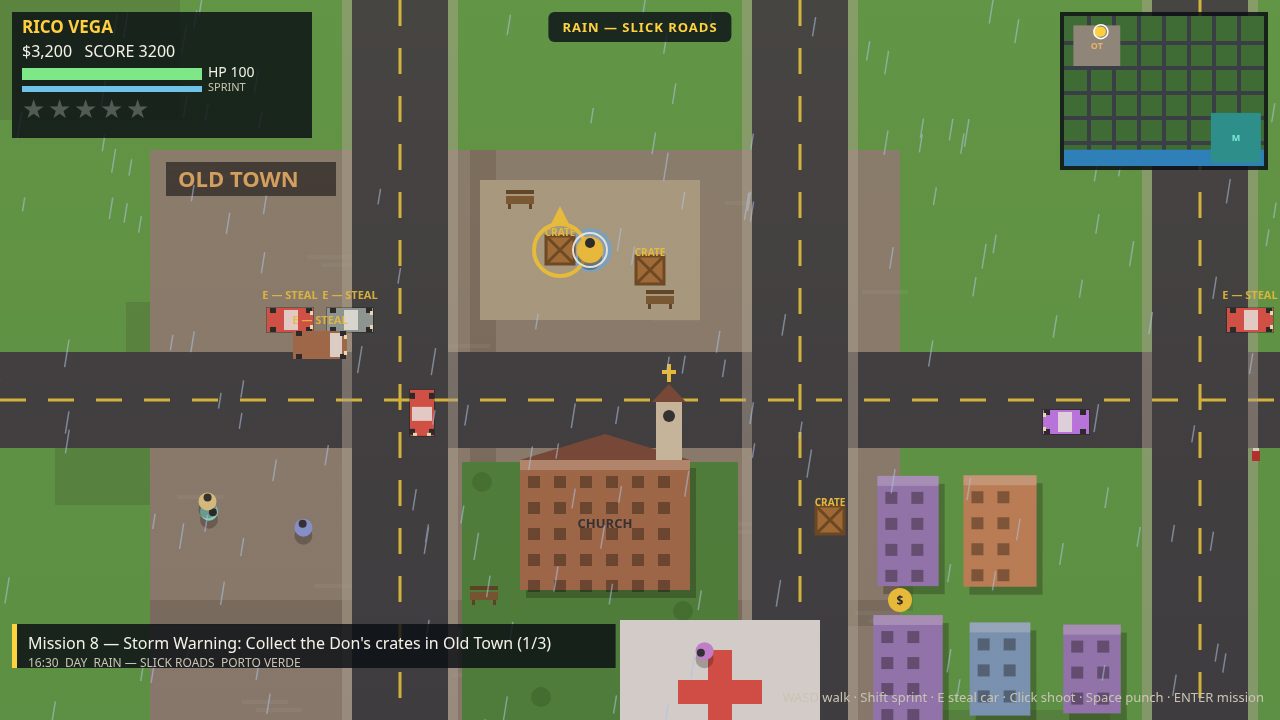 RICO VEGA
$3,200 SCORE 3200
HP 100
SPRINT
RAIN — SLICK ROADS
OT
M
OLD TOWN
CRATE
CRATE
E — STEAL E — STEAL
E — STEAL
E — STEAL
CRATE
CHURCH
$
Mission 8 — Storm Warning: Collect the Don's crates in Old Town (1/3)
16:30 DAY RAIN — SLICK ROADS PORTO VERDE
WASD walk · Shift sprint · E steal car · Click shoot · Space punch · ENTER mission